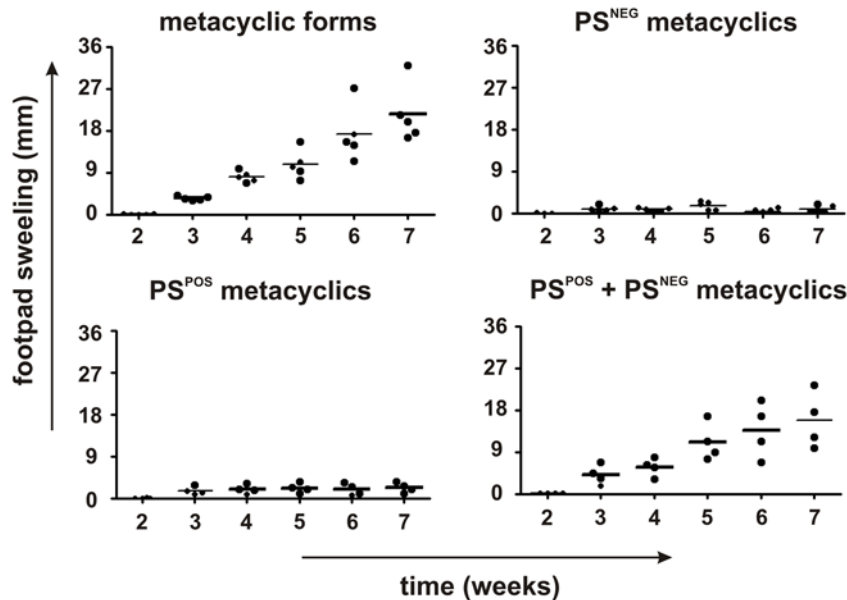 metacyclic forms
36
27
18
9
0
2 3 4 5 6 7
PS^NEG metacyclics
36
27
18
9
0
2 3 4 5 6 7
PS^POS metacyclics
36
27
18
9
0
2 3 4 5 6 7
PS^POS + PS^NEG metacyclics
36
27
18
9
0
2 3 4 5 6 7
footpad sweeling (mm)
time (weeks)